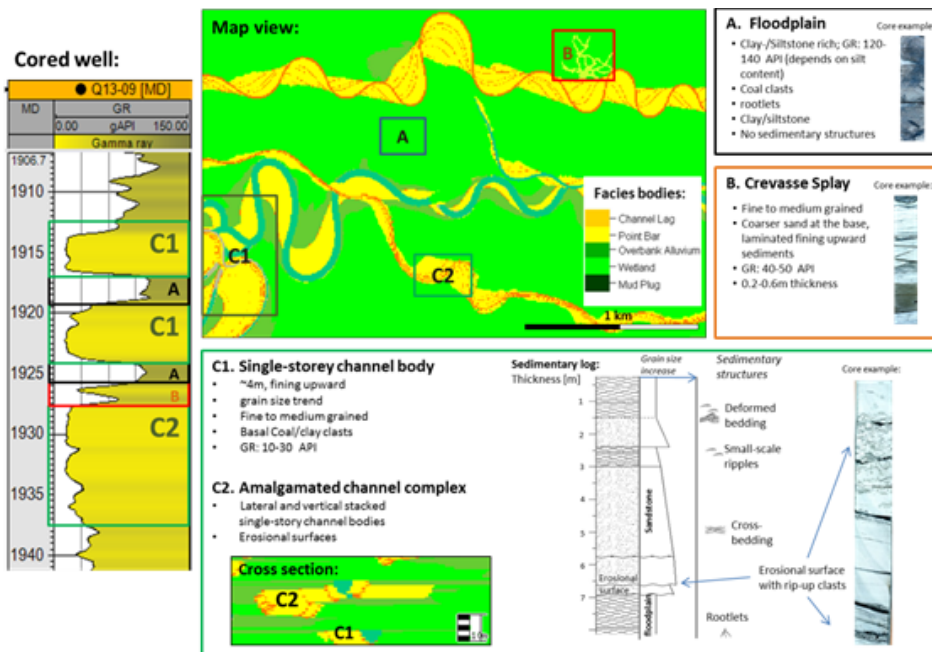 Cored well:
● Q13-09 [MD]
MD
GR
0.00
gAPI
150.00
Gamma ray
1906.7
1910
1915
1920
1925
1930
1935
1940
C1
A
C1
A
B
C2
Map view:
B
A
C1
C2
Facies bodies:
Channel Lag
Point Bar
Overbank Alluvium
Wetland
Mud Plug
1 km
A. Floodplain
Core example:
• Clay-/Siltstone rich; GR: 120-
140 API (depends on silt
content)
• Coal clasts
• rootlets
• Clay/siltstone
• No sedimentary structures
B. Crevasse Splay
Core example:
• Fine to medium grained
• Coarser sand at the base,
laminated fining upward
sediments
• GR: 40-50 API
• 0.2-0.6m thickness
C1. Single-storey channel body
• ~4m, fining upward
• grain size trend
• Fine to medium grained
• Basal Coal/clay clasts
• GR: 10-30 API
C2. Amalgamated channel complex
• Lateral and vertical stacked
single-story channel bodies
• Erosional surfaces
Cross section:
C2
C1
Sedimentary log:
Thickness [m]
Grain size
increase
1
2
3
4
5
6
7
Sandstone
Erosional
surface
floodplain
Sedimentary
structures
Deformed
bedding
Small-scale
ripples
Cross-
bedding
Erosional surface
with rip-up clasts
Rootlets
Core example: